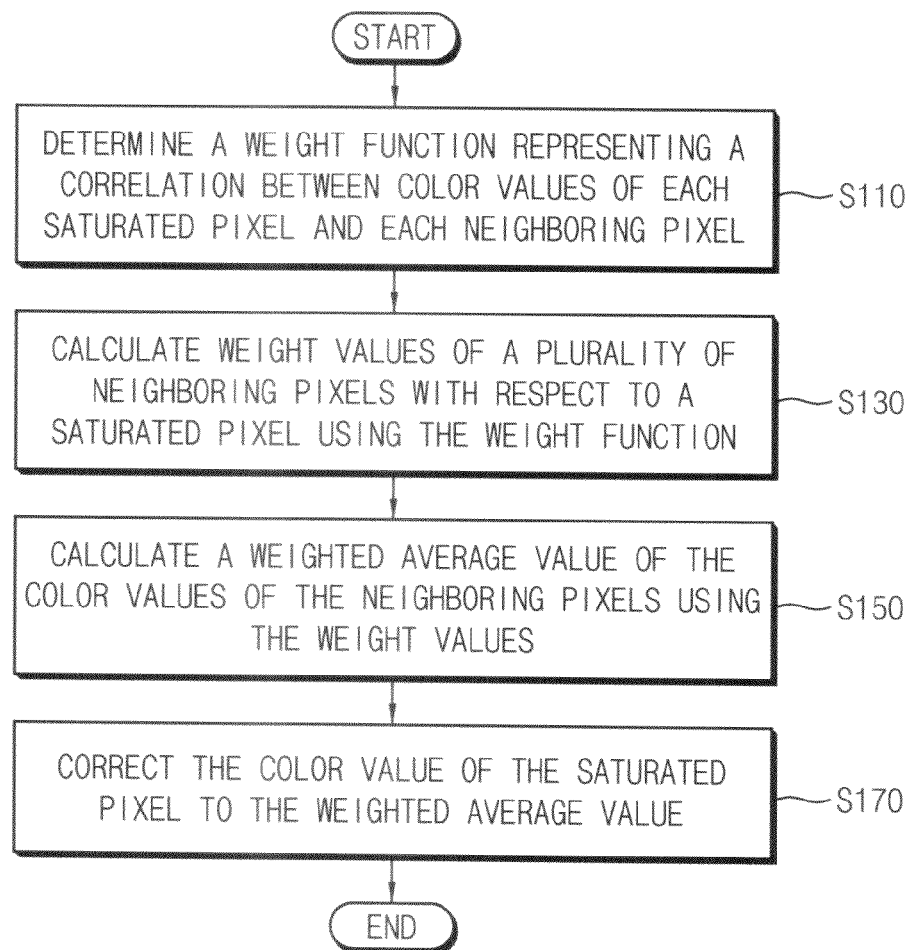 START
DETERMINE A WEIGHT FUNCTION REPRESENTING A
CORRELATION BETWEEN COLOR VALUES OF EACH
SATURATED PIXEL AND EACH NEIGHBORING PIXEL
S110
CALCULATE WEIGHT VALUES OF A PLURALITY OF
NEIGHBORING PIXELS WITH RESPECT TO A
SATURATED PIXEL USING THE WEIGHT FUNCTION
S130
CALCULATE A WEIGHTED AVERAGE VALUE OF THE
COLOR VALUES OF THE NEIGHBORING PIXELS USING
THE WEIGHT VALUES
S150
CORRECT THE COLOR VALUE OF THE SATURATED
PIXEL TO THE WEIGHTED AVERAGE VALUE
S170
END